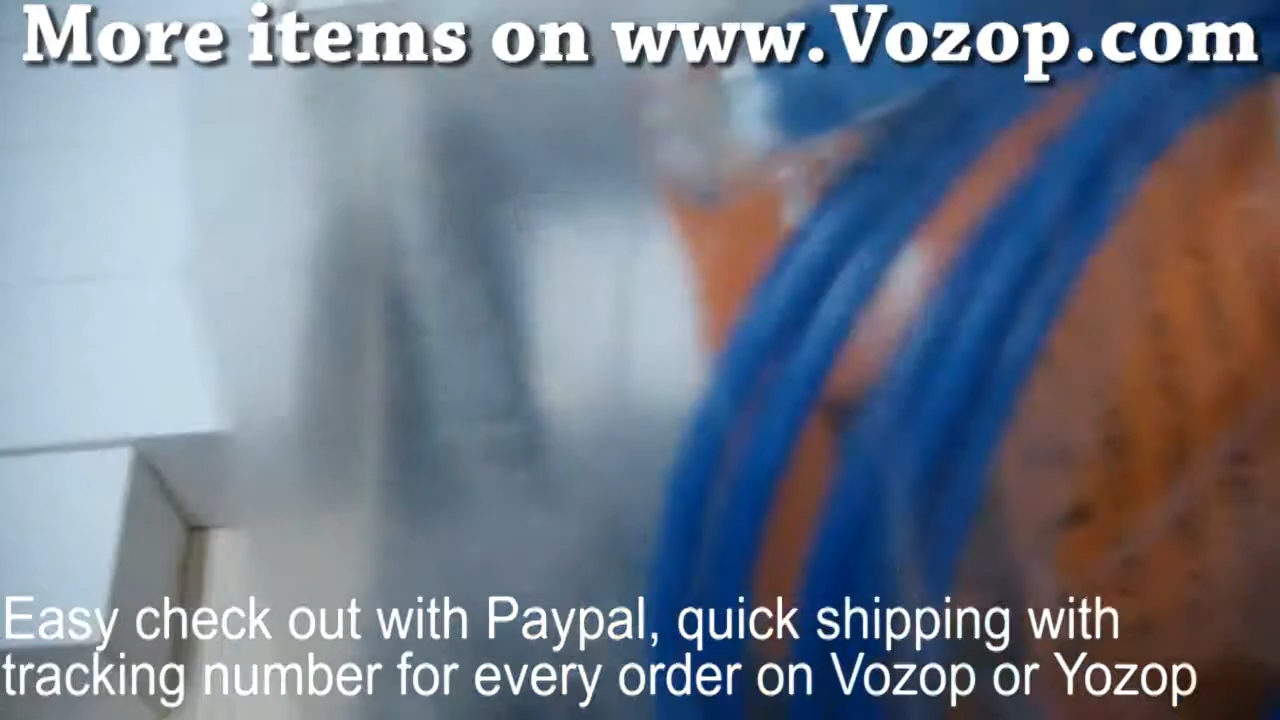 More items on www.Vozop.com
Easy check out with Paypal, quick shipping with
tracking number for every order on Vozop or Yozop